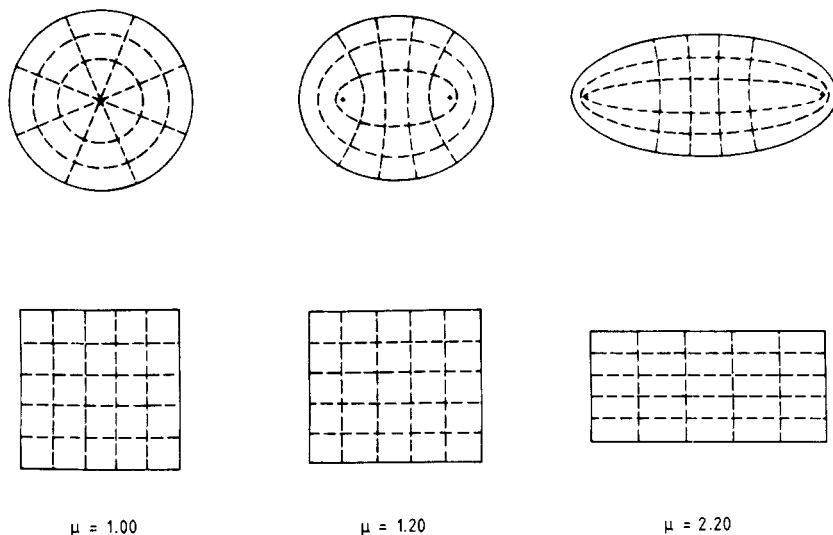 μ = 1.00 μ = 1.20 μ = 2.20